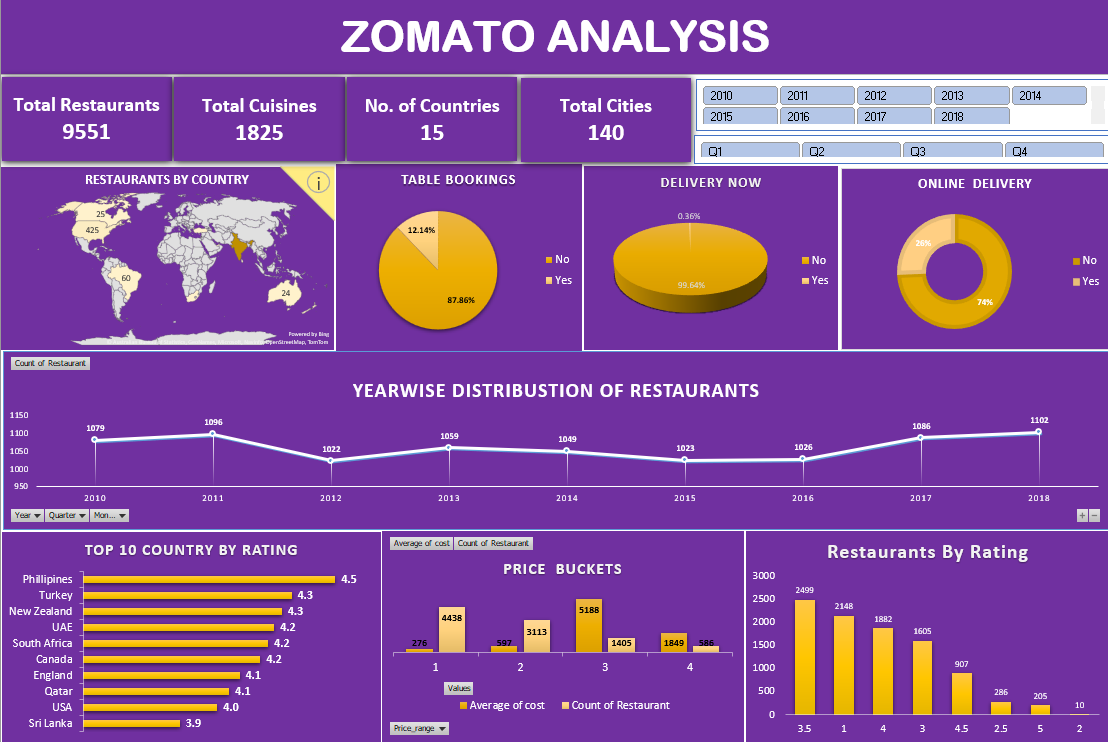 ZOMATO ANALYSIS
Total Restaurants
9551
Total Cuisines
1825
No. of Countries
15
Total Cities
140
2010 2011 2012 2013 2014
2015 2016 2017 2018
Q1 Q2 Q3 Q4
RESTAURANTS BY COUNTRY
i
25
425
60
24
Powered by Bing
OpenStreetMap, TomTom
TABLE BOOKINGS
12.14%
87.86%
No
Yes
DELIVERY NOW
0.36%
99.64%
No
Yes
ONLINE DELIVERY
26%
74%
No
Yes
Count of Restaurant
YEARWISE DISTRIBUSTION OF RESTAURANTS
1150
1100
1050
1000
950
1079 1096 1022 1059 1049 1023 1026 1086 1102
2010 2011 2012 2013 2014 2015 2016 2017 2018
Year Quarter Mon...
+ −
TOP 10 COUNTRY BY RATING
Phillipines 4.5
Turkey 4.3
New Zealand 4.3
UAE 4.2
South Africa 4.2
Canada 4.2
England 4.1
Qatar 4.1
USA 4.0
Sri Lanka 3.9
Average of cost Count of Restaurant
PRICE BUCKETS
276 4438 597 3113 5188 1405 1849 586
1 2 3 4
Values
Average of cost Count of Restaurant
Price_range
Restaurants By Rating
3000
2500
2000
1500
1000
500
0
2499 2148 1882 1605 907 286 205 10
3.5 1 4 3 4.5 2.5 5 2